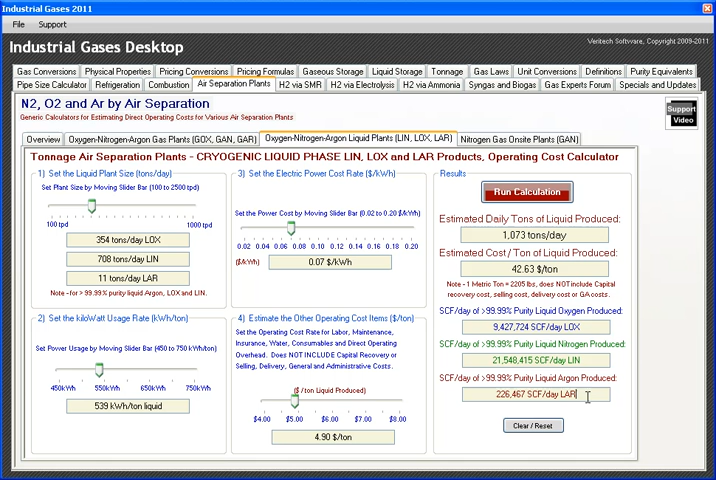 Industrial Gases 2011
File Support
Industrial Gases Desktop
Veritech Software, Copyright 2009-2011
Gas Conversions Physical Properties Pricing Conversions Pricing Formulas Gaseous Storage Liquid Storage Tonnage Gas Laws Unit Conversions Definitions Purity Equivalents
Pipe Size Calculator Refrigeration Combustion Air Separation Plants H2 via SMR H2 via Electrolysis H2 via Ammonia Syngas and Biogas Gas Experts Forum Specials and Updates
N2, O2 and Ar by Air Separation
Generic Calculators for Estimating Direct Operating Costs for Various Air Separation Plants
Support
Video
Overview Oxygen-Nitrogen-Argon Gas Plants (GOX, GAN, GAR) Oxygen-Nitrogen-Argon Liquid Plants (LIN, LOX, LAR) Nitrogen Gas Onsite Plants (GAN)
Tonnage Air Separation Plants - CRYOGENIC LIQUID PHASE LIN, LOX and LAR Products, Operating Cost Calculator
1) Set the Liquid Plant Size (tons/day)
Set Plant Size by Moving Slider Bar (100 to 2500 tpd)
100 tpd 1000 tpd
354 tons/day LOX
708 tons/day LIN
11 tons/day LAR
Note - for > 99.99% purity liquid Argon, LOX and LIN.
2) Set the kiloWatt Usage Rate (kWh/ton)
Set Power Usage by Moving Slider Bar (450 to 750 kWh/ton)
450kWh 550kWh 650kWh 750kWh
539 kWh/ton liquid
3) Set the Electric Power Cost Rate ($/kWh)
Set the Power Cost by Moving Slider Bar (0.02 to 0.20 $/kWh)
0.02 0.04 0.06 0.08 0.10 0.12 0.14 0.16 0.18 0.20
($/kWh) 0.07 $/kWh
4) Estimate the Other Operating Cost Items ($/ton)
Set the Operating Cost Rate for Labor, Maintenance,
Insurance, Water, Consumables and Direct Operating
Overhead. Does NOT INCLUDE Capital Recovery or
Selling, Delivery, General and Administrative Costs.
($/ton Liquid Produced)
$4.00 $5.00 $6.00 $7.00 $8.00
4.90 $/ton
Results
Run Calculation
Estimated Daily Tons of Liquid Produced:
1,073 tons/day
Estimated Cost / Ton of Liquid Produced:
42.63 $/ton
Note - 1 Metric Ton = 2205 lbs, does NOT include Capital
recovery cost, selling cost, delivery cost or GA costs.
SCF/day of >99.99% Purity Liquid Oxygen Produced:
9,427,724 SCF/day LOX
SCF/day of >99.99% Purity Liquid Nitrogen Produced:
21,548,415 SCF/day LIN
SCF/day of >99.99% Purity Liquid Argon Produced:
226,467 SCF/day LAR
Clear / Reset